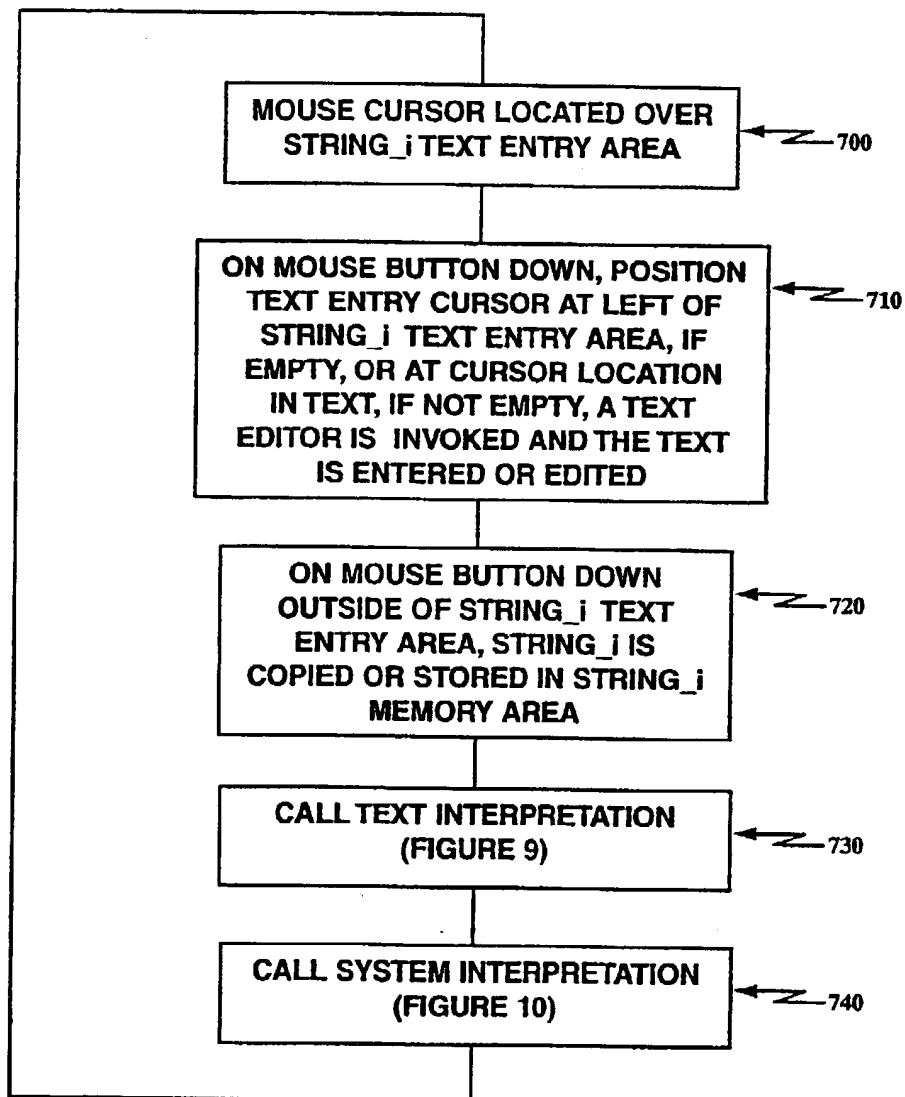 MOUSE CURSOR LOCATED OVER
STRING_i TEXT ENTRY AREA
700
ON MOUSE BUTTON DOWN, POSITION
TEXT ENTRY CURSOR AT LEFT OF
STRING_i TEXT ENTRY AREA, IF
EMPTY, OR AT CURSOR LOCATION
IN TEXT, IF NOT EMPTY, A TEXT
EDITOR IS INVOKED AND THE TEXT
IS ENTERED OR EDITED
710
ON MOUSE BUTTON DOWN
OUTSIDE OF STRING_i TEXT
ENTRY AREA, STRING_i IS
COPIED OR STORED IN STRING_i
MEMORY AREA
720
CALL TEXT INTERPRETATION
(FIGURE 9)
730
CALL SYSTEM INTERPRETATION
(FIGURE 10)
740